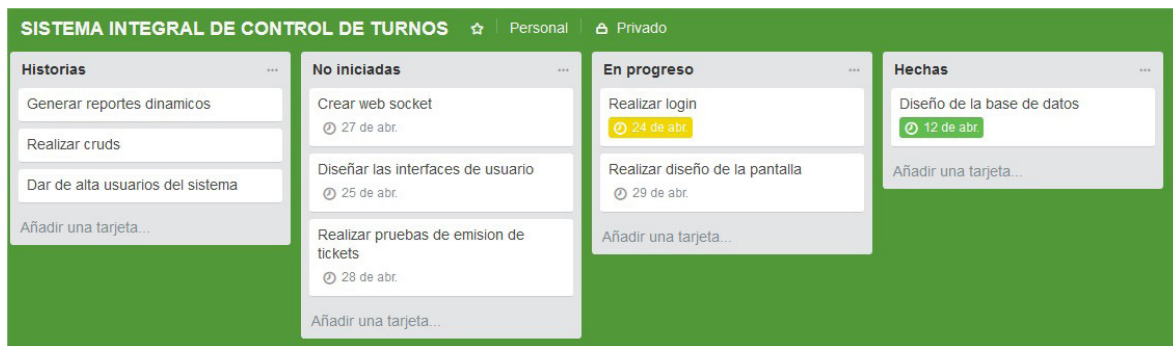 SISTEMA INTEGRAL DE CONTROL DE TURNOS Personal Privado
Historias
Generar reportes dinamicos
Realizar cruds
Dar de alta usuarios del sistema
Añadir una tarjeta...
No iniciadas
Crear web socket
27 de abr.
Diseñar las interfaces de usuario
25 de abr.
Realizar pruebas de emision de
tickets
28 de abr.
Añadir una tarjeta...
En progreso
Realizar login
24 de abr.
Realizar diseño de la pantalla
29 de abr.
Añadir una tarjeta...
Hechas
Diseño de la base de datos
12 de abr.
Añadir una tarjeta...